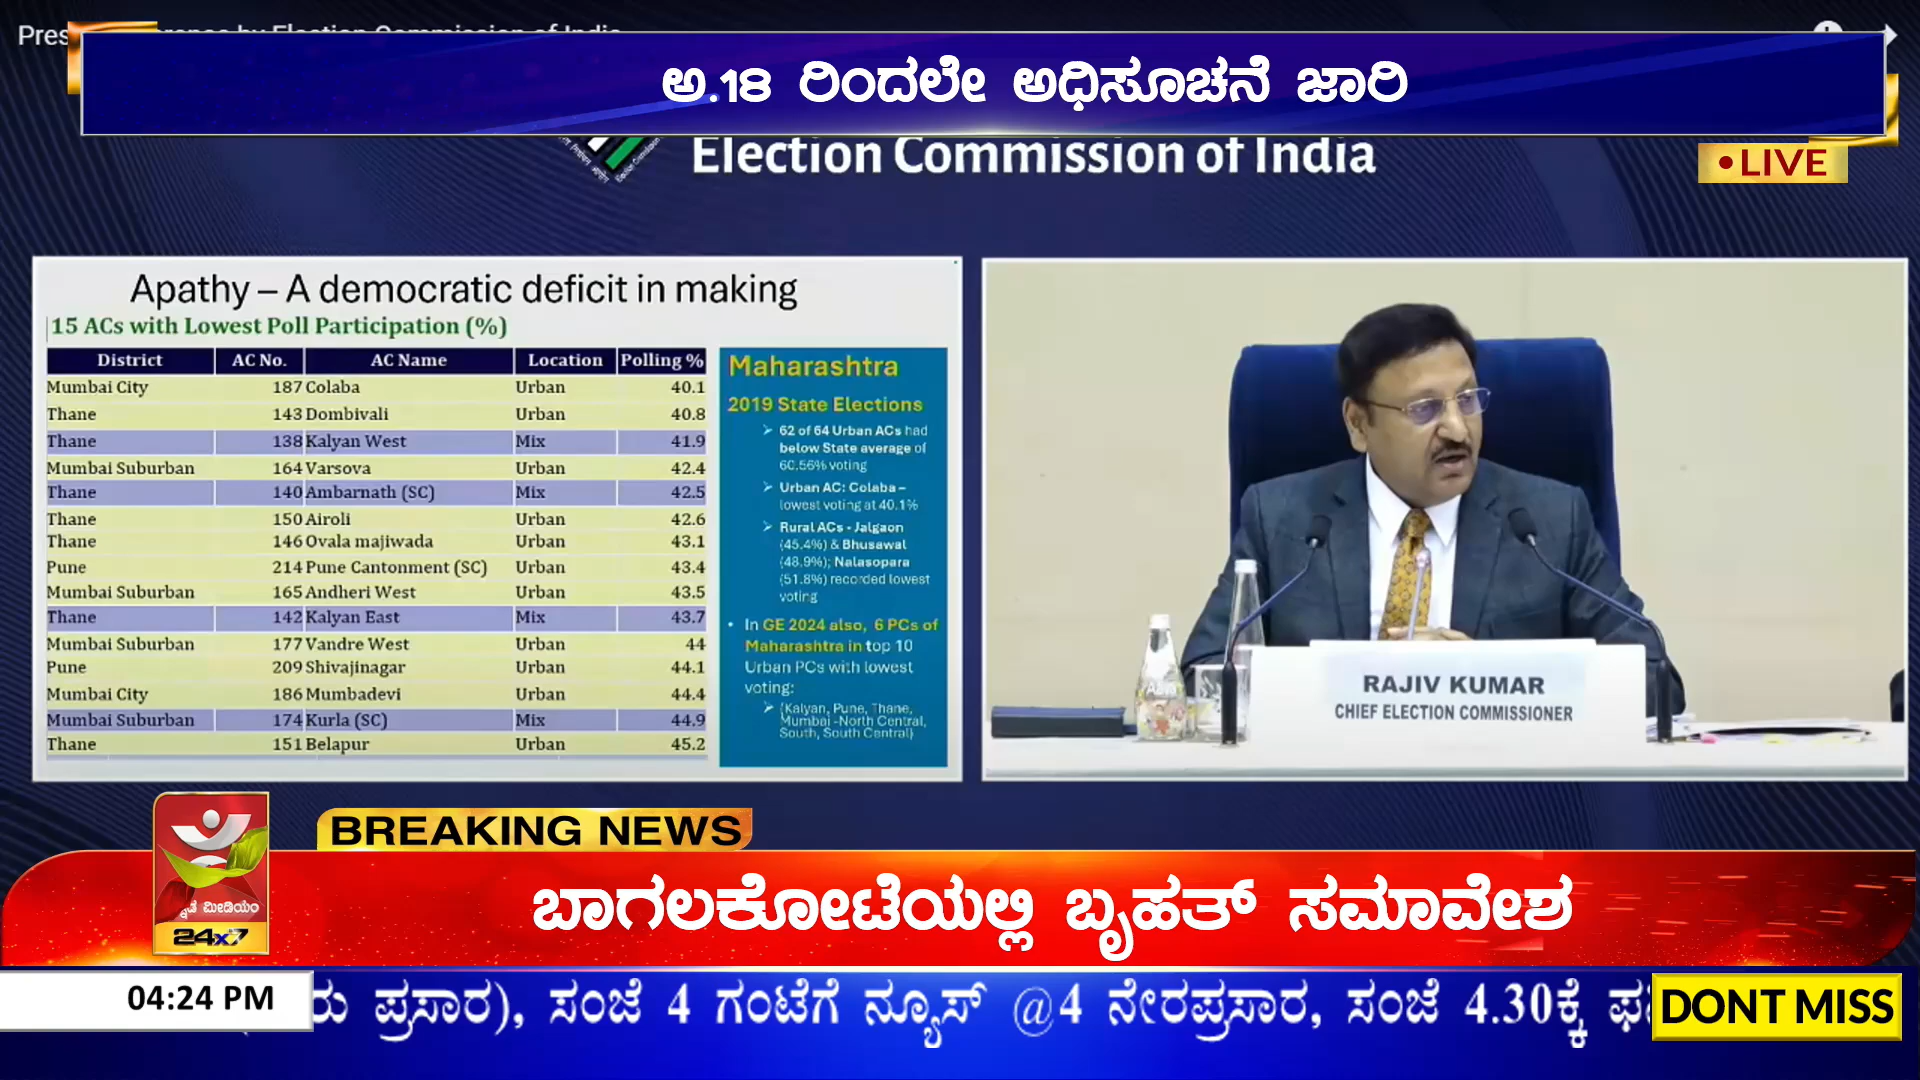 ಅ.18 ರಿಂದಲೇ ಅಧಿಸೂಚನೆ ಜಾರಿ
Election Commission of India
• LIVE
Apathy – A democratic deficit in making
15 ACs with Lowest Poll Participation (%)
District AC No. AC Name Location Polling %
Mumbai City 187 Colaba Urban 40.1
Thane 143 Dombivali Urban 40.8
Thane 138 Kalyan West Mix 41.9
Mumbai Suburban 164 Varsova Urban 42.4
Thane 140 Ambarnath (SC) Mix 42.5
Thane 150 Airoli Urban 42.6
Thane 146 Ovala majiwada Urban 43.1
Pune 214 Pune Cantonment (SC) Urban 43.4
Mumbai Suburban 165 Andheri West Urban 43.5
Thane 142 Kalyan East Mix 43.7
Mumbai Suburban 177 Vandre West Urban 44
Pune 209 Shivajinagar Urban 44.1
Mumbai City 186 Mumbadevi Urban 44.4
Mumbai Suburban 174 Kurla (SC) Mix 44.9
Thane 151 Belapur Urban 45.2
Maharashtra
2019 State Elections
➢ 62 of 64 Urban ACs had
below State average of
60.56% voting
➢ Urban AC: Colaba –
lowest voting at 40.1%
➢ Rural ACs - Jalgaon
(45.4%) & Bhusawal
(48.9%); Nalasopara
(51.8%) recorded lowest
voting
• In GE 2024 also, 6 PCs of
Maharashtra in top 10
Urban PCs with lowest
voting:
➢ (Kalyan, Pune, Thane,
Mumbai -North Central,
South, South Central)
RAJIV KUMAR
CHIEF ELECTION COMMISSIONER
BREAKING NEWS
ಬಾಗಲಕೋಟೆಯಲ್ಲಿ ಬೃಹತ್ ಸಮಾವೇಶ
ಮೀಡಿಯಂ
24x7
04:24 PM
ರು ಪ್ರಸಾರ), ಸಂಜೆ 4 ಗಂಟೆಗೆ ನ್ಯೂಸ್ @4 ನೇರಪ್ರಸಾರ, ಸಂಜೆ 4.30ಕ್ಕೆ
DONT MISS